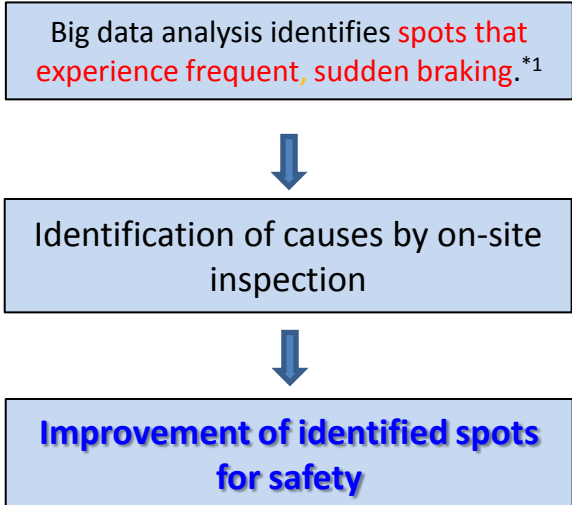 Big data analysis identifies spots that
experience frequent, sudden braking.*1
Identification of causes by on-site
inspection
Improvement of identified spots
for safety